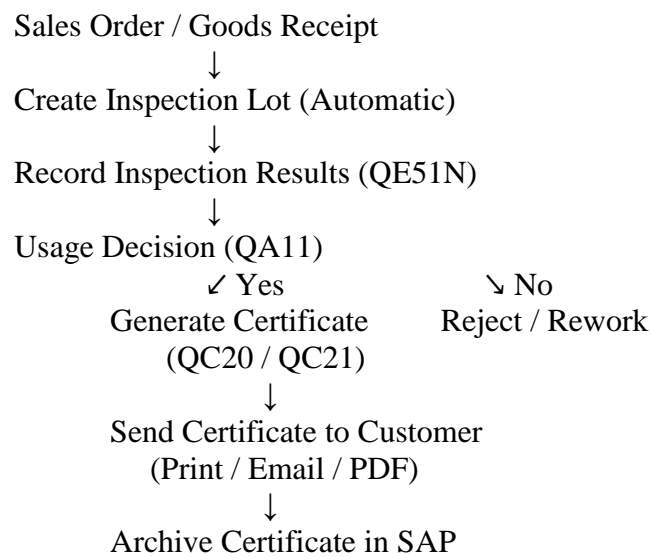 Sales Order / Goods Receipt
↓
Create Inspection Lot (Automatic)
↓
Record Inspection Results (QE51N)
↓
Usage Decision (QA11)
↙ Yes ↘ No
Generate Certificate Reject / Rework
(QC20 / QC21)
↓
Send Certificate to Customer
(Print / Email / PDF)
↓
Archive Certificate in SAP